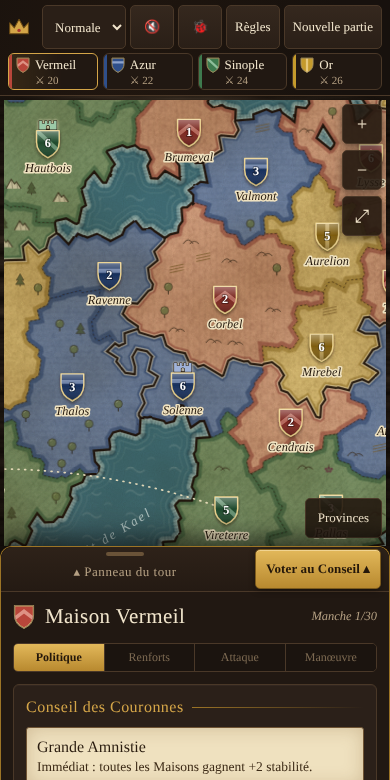 Normale
Règles
Nouvelle partie
Vermeil
⚔ 20
Azur
⚔ 22
Sinople
⚔ 24
Or
⚔ 26
6
Hautbois
1
Brumeval
3
Valmont
+
−
5
Aurelion
2
Ravenne
2
Corbel
6
Mirebel
3
Thalos
6
Solenne
2
Cendrais
de Kael
5
Vireterre
Provinces
▴ Panneau du tour
Voter au Conseil ▴
Maison Vermeil
Manche 1/30
Politique
Renforts
Attaque
Manœuvre
Conseil des Couronnes
Grande Amnistie
Immédiat : toutes les Maisons gagnent +2 stabilité.